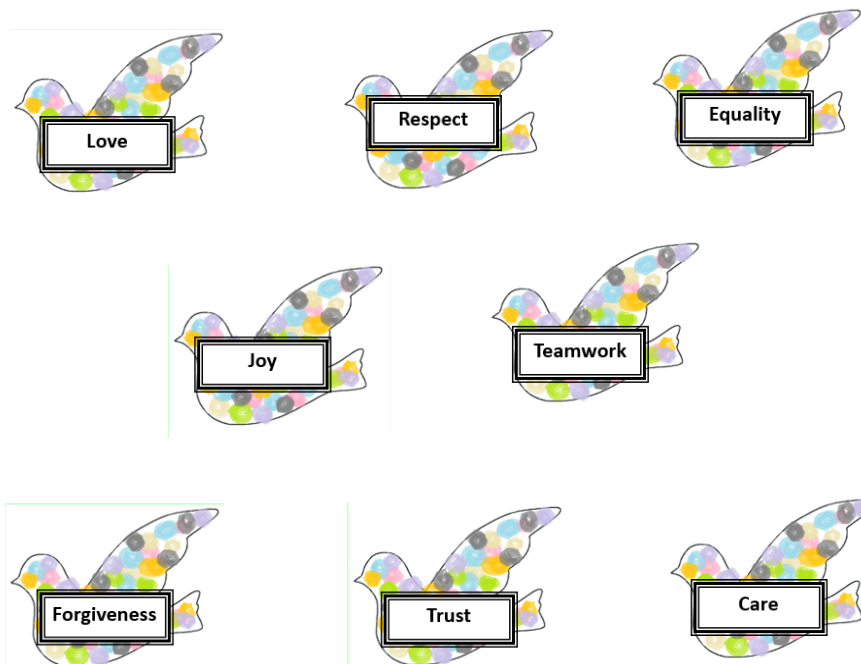 Love
Respect
Equality
Joy
Teamwork
Forgiveness
Trust
Care